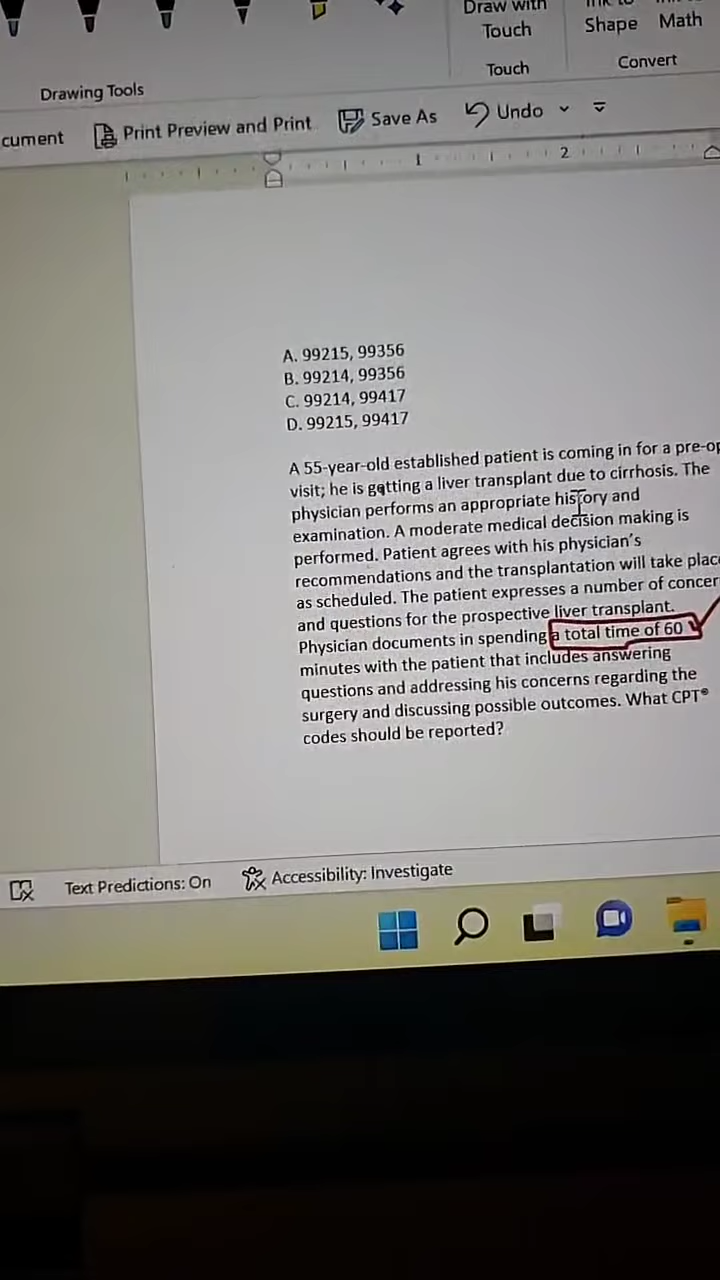 Draw with
Touch
Shape
Math
Touch
Convert
Drawing Tools
cument
Print Preview and Print
Save As
Undo
1
2
A. 99215, 99356
B. 99214, 99356
C. 99214, 99417
D. 99215, 99417
A 55-year-old established patient is coming in for a pre-op
visit; he is getting a liver transplant due to cirrhosis. The
physician performs an appropriate history and
examination. A moderate medical decision making is
performed. Patient agrees with his physician's
recommendations and the transplantation will take plac
as scheduled. The patient expresses a number of concer
and questions for the prospective liver transplant.
Physician documents in spending a total time of 60
minutes with the patient that includes answering
questions and addressing his concerns regarding the
surgery and discussing possible outcomes. What CPT®
codes should be reported?
Text Predictions: On
Accessibility: Investigate